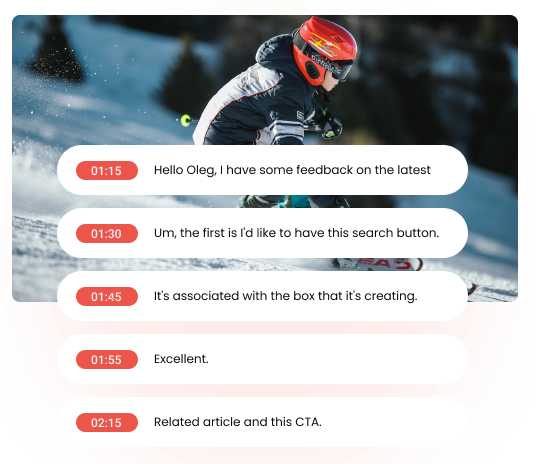 01:15 Hello Oleg, I have some feedback on the latest
01:30 Um, the first is I'd like to have this search button.
01:45 It's associated with the box that it's creating.
01:55 Excellent.
02:15 Related article and this CTA.